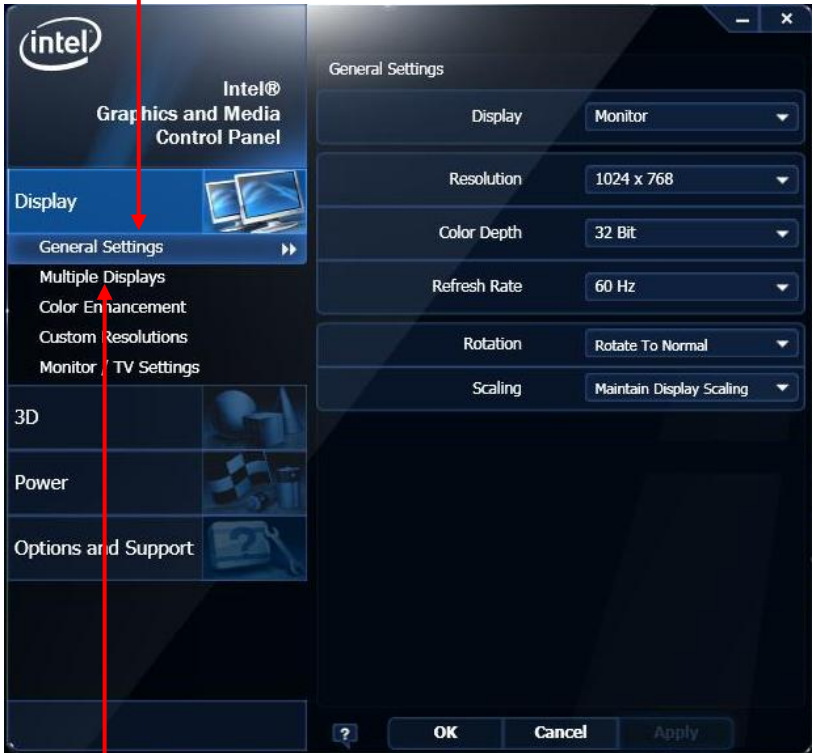 intel
Intel®
Graphics and Media
Control Panel
Display
General Settings
Multiple Displays
Color Enhancement
Custom Resolutions
Monitor / TV Settings
3D
Power
Options and Support
General Settings
Display Monitor
Resolution 1024 x 768
Color Depth 32 Bit
Refresh Rate 60 Hz
Rotation Rotate To Normal
Scaling Maintain Display Scaling
? OK Cancel Apply